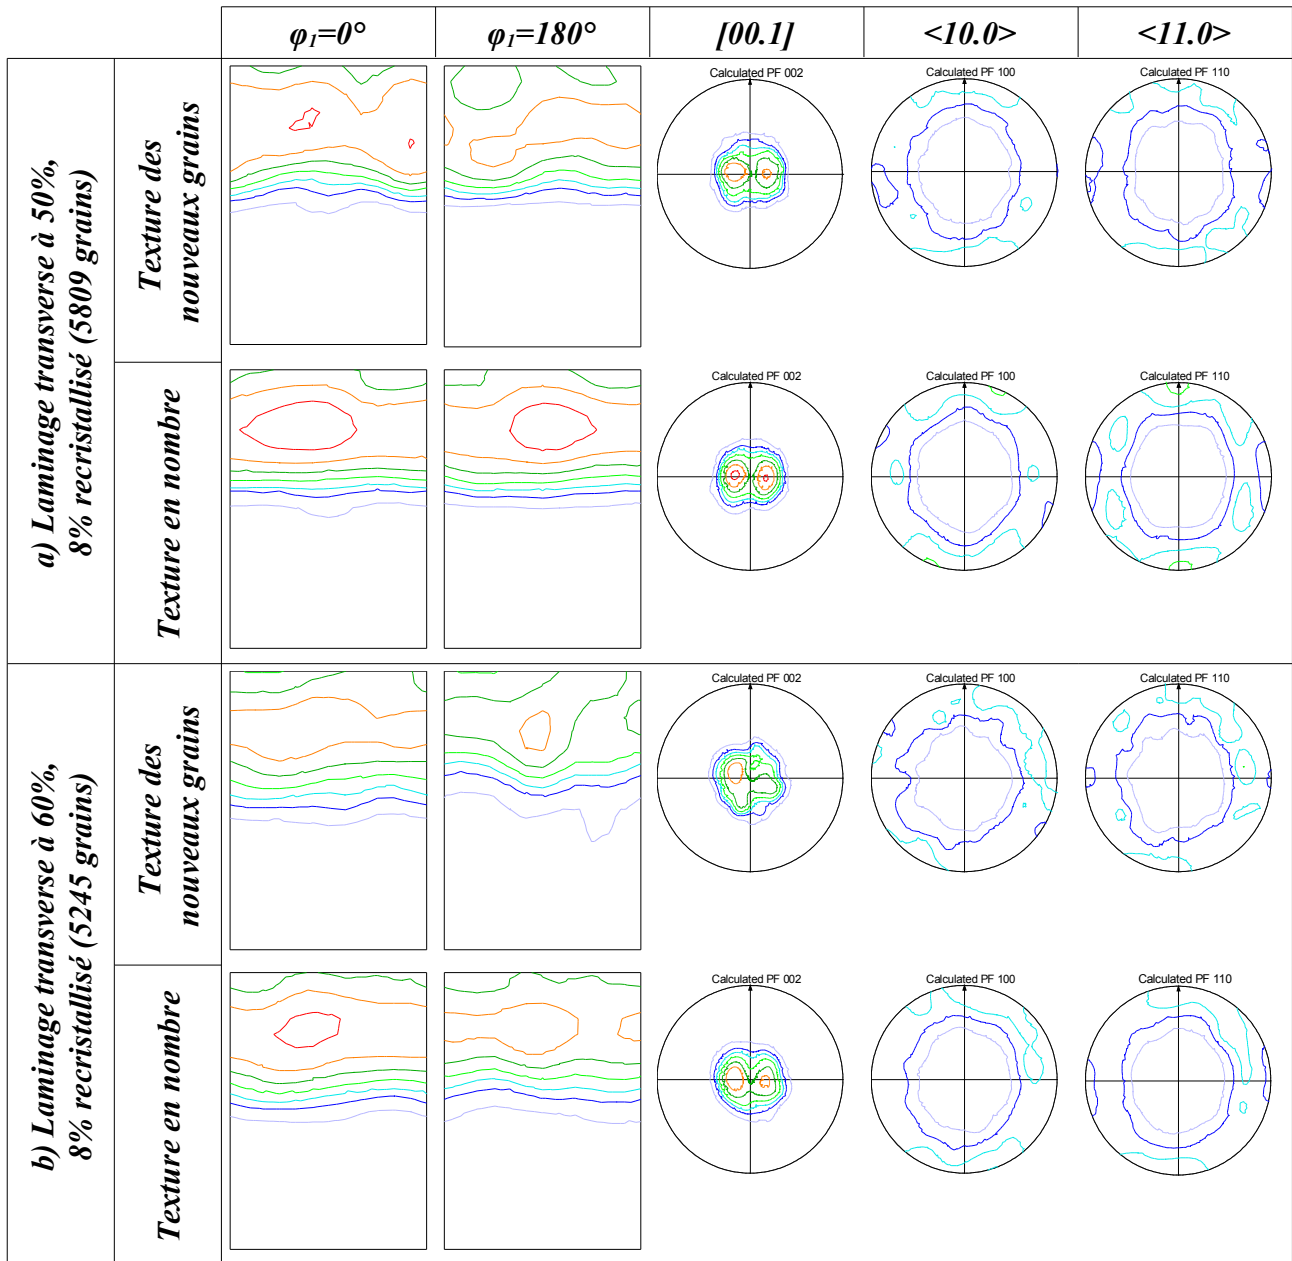 φ₁=0°
φ₁=180°
[00.1]
<10.0>
<11.0>
a) Laminage transverse à 50%,
8% recristallisé (5809 grains)
Texture des
nouveaux grains
Calculated PF 002
Calculated PF 100
Calculated PF 110
Texture en nombre
Calculated PF 002
Calculated PF 100
Calculated PF 110
b) Laminage transverse à 60%,
8% recristallisé (5245 grains)
Texture des
nouveaux grains
Calculated PF 002
Calculated PF 100
Calculated PF 110
Texture en nombre
Calculated PF 002
Calculated PF 100
Calculated PF 110